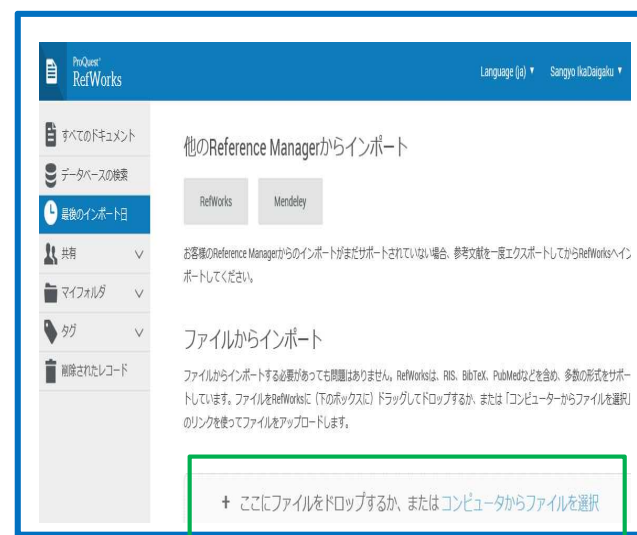 ProQuest®
RefWorks
Language (ja) ▼ Sangyo IkaDaigaku ▼
すべてのドキュメント
データベースの検索
最後のインポート日
共有
マイフォルダ
タグ
削除されたレコード
他のReference Managerからインポート
RefWorks Mendeley
お客様のReference Managerからのインポートがまだサポートされていない場合、参考文献を一度エクスポートしてからRefWorksへイン
ポートしてください。
ファイルからインポート
ファイルからインポートする必要があっても問題はありません。RefWorksは、RIS、BibTeX、PubMedなどを含め、多数の形式をサポー
トしています。ファイルをRefWorksに（下のボックスに）ドラッグしてドロップするか、または「コンピューターからファイルを選択」
のリンクを使ってファイルをアップロードします。
+ ここにファイルをドロップするか、またはコンピュータからファイルを選択